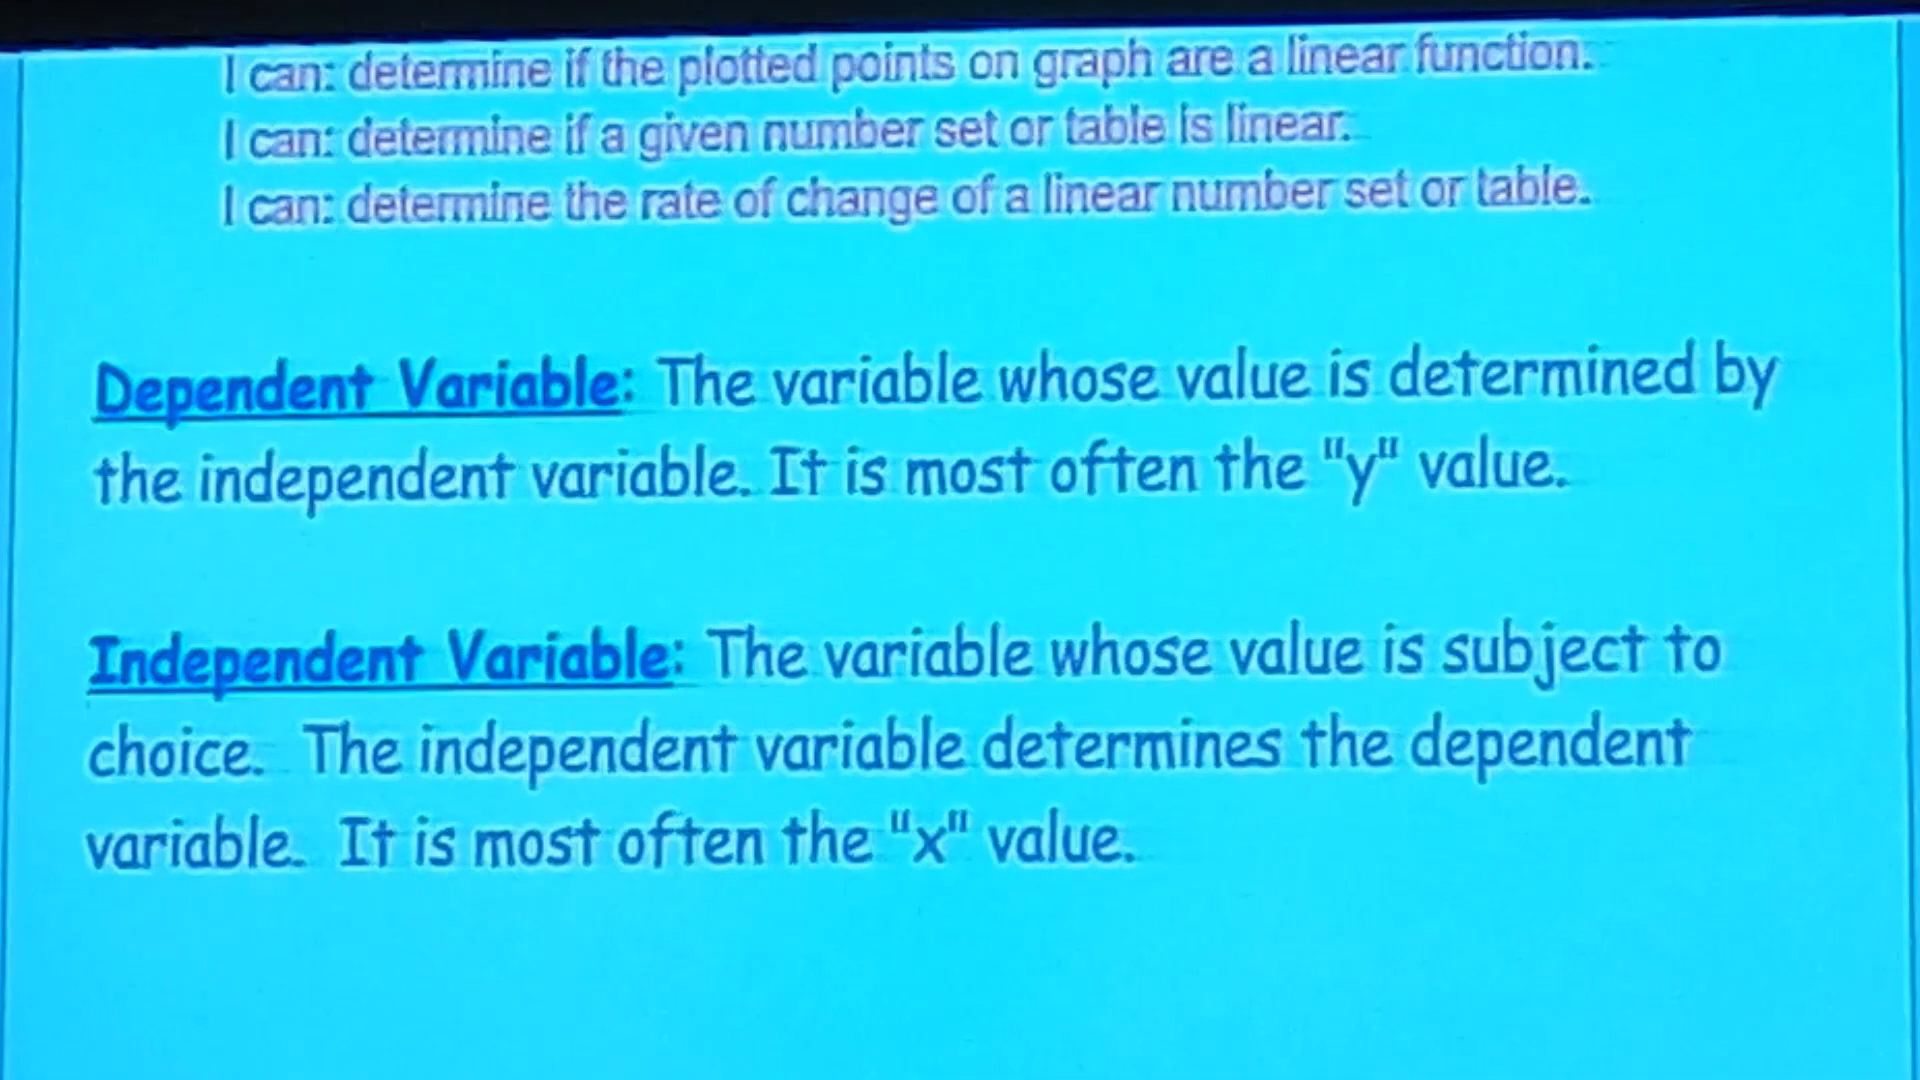 I can: determine if the plotted points on graph are a linear function.
I can: determine if a given number set or table is linear.
I can: determine the rate of change of a linear number set or table.
Dependent Variable: The variable whose value is determined by
the independent variable. It is most often the "y" value.
Independent Variable: The variable whose value is subject to
choice. The independent variable determines the dependent
variable. It is most often the "x" value.